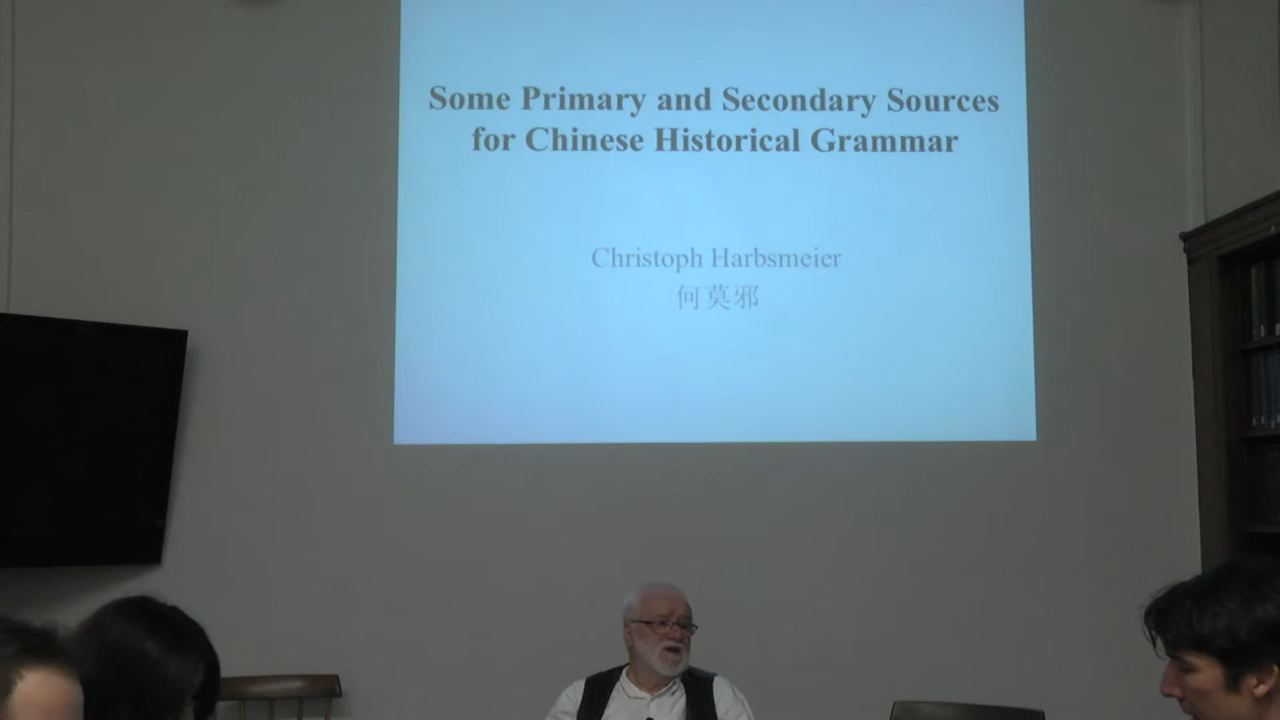 Some Primary and Secondary Sources
for Chinese Historical Grammar
Christoph Harbsmeier
何莫邪